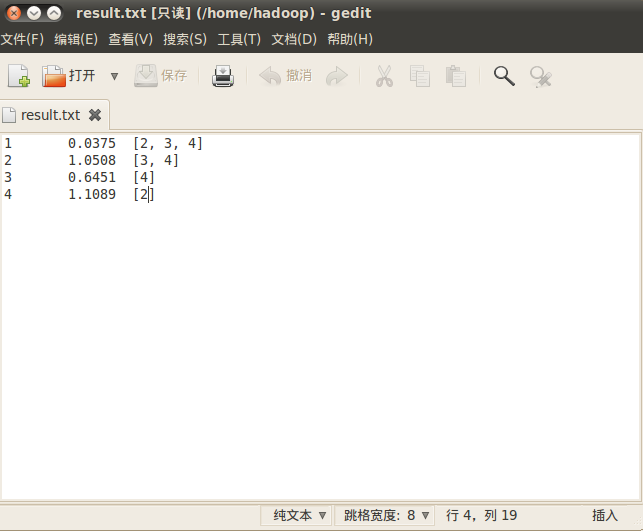 result.txt [只读] (/home/hadoop) - gedit
文件(F) 编辑(E) 查看(V) 搜索(S) 工具(T) 文档(D) 帮助(H)
打开 保存 撤消
result.txt
1 0.0375 [2, 3, 4]
2 1.0508 [3, 4]
3 0.6451 [4]
4 1.1089 [2]
纯文本 跳格宽度: 8 行 4, 列 19 插入